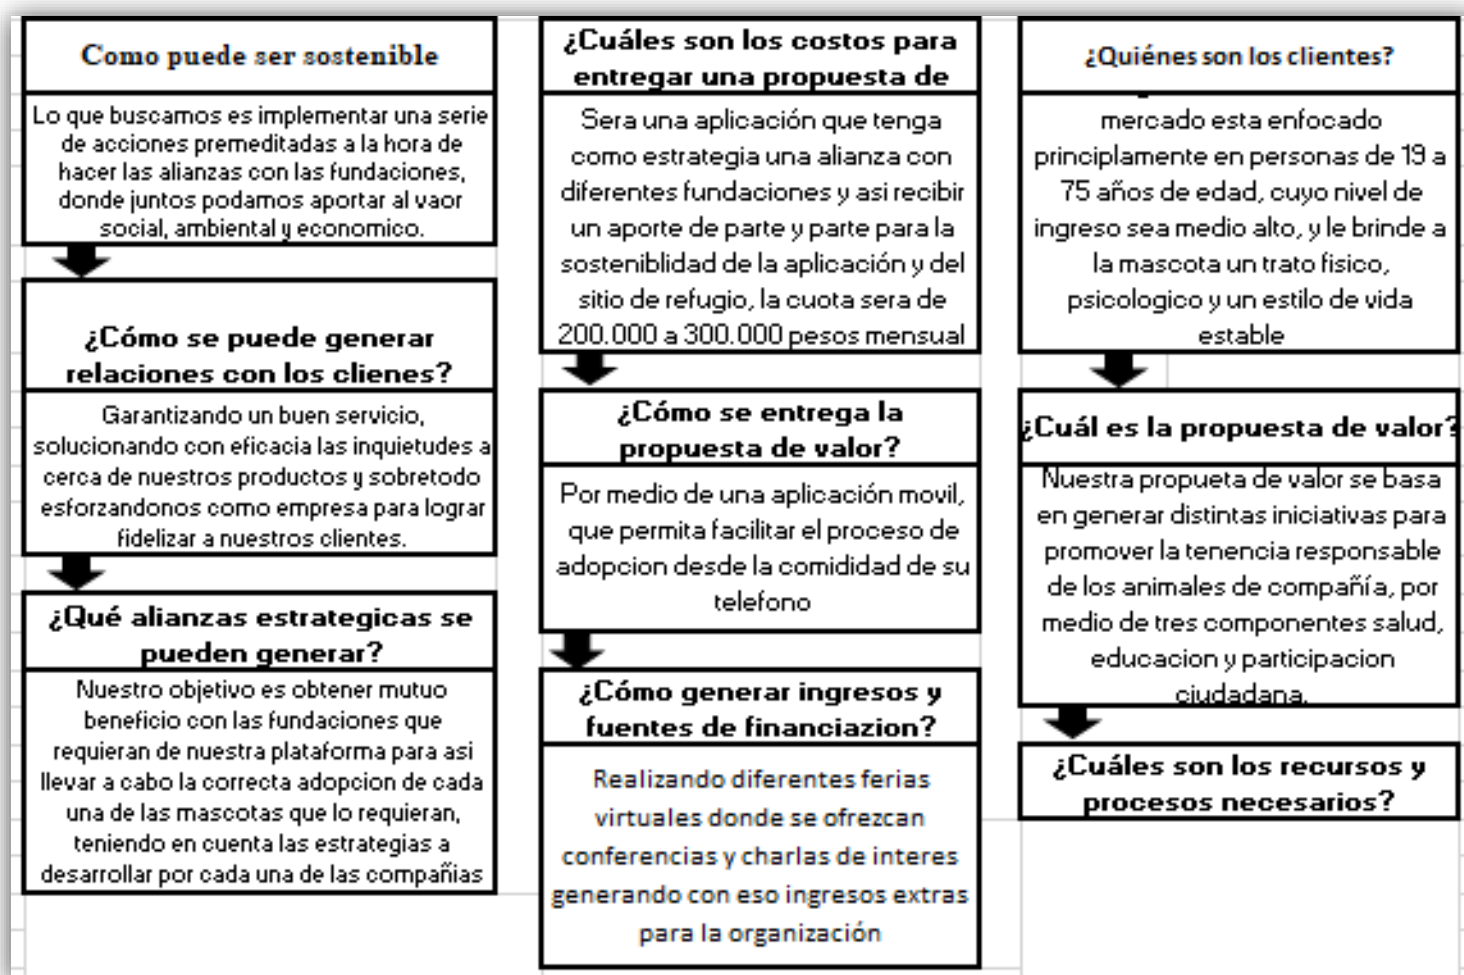 Como puede ser sostenible
Lo que buscamos es implementar una serie
de acciones premeditadas a la hora de
hacer las alianzas con las fundaciones,
donde juntos podamos aportar al vaor
social, ambiental y economico.
¿Cómo se puede generar
relaciones con los clienes?
Garantizando un buen servicio,
solucionando con eficacia las inquietudes a
cerca de nuestros productos y sobretodo
esforzandonos como empresa para lograr
fidelizar a nuestros clientes.
¿Qué alianzas estrategicas se
pueden generar?
Nuestro objetivo es obtener mutuo
beneficio con las fundaciones que
requieran de nuestra plataforma para asi
llevar a cabo la correcta adopcion de cada
una de las mascotas que lo requieran,
teniendo en cuenta las estrategias a
desarrollar por cada una de las compañias
¿Cuáles son los costos para
entregar una propuesta de
Sera una aplicación que tenga
como estrategia una alianza con
diferentes fundaciones y asi recibir
un aporte de parte y parte para la
sosteniblidad de la aplicación y del
sitio de refugio, la cuota sera de
200.000 a 300.000 pesos mensual
¿Cómo se entrega la
propuesta de valor?
Por medio de una aplicación movil,
que permita facilitar el proceso de
adopcion desde la comididad de su
telefono
¿Cómo generar ingresos y
fuentes de financiazion?
Realizando diferentes ferias
virtuales donde se ofrezcan
conferencias y charlas de interes
generando con eso ingresos extras
para la organización
¿Quiénes son los clientes?
mercado esta enfocado
principlamente en personas de 19 a
75 años de edad, cuyo nivel de
ingreso sea medio alto, y le brinde a
la mascota un trato fisico,
psicologico y un estilo de vida
estable
¿Cuál es la propuesta de valor?
Nuestra propueta de valor se basa
en generar distintas iniciativas para
promover la tenencia responsable
de los animales de compañía, por
medio de tres componentes salud,
educacion y participacion
ciudadana.
¿Cuáles son los recursos y
procesos necesarios?